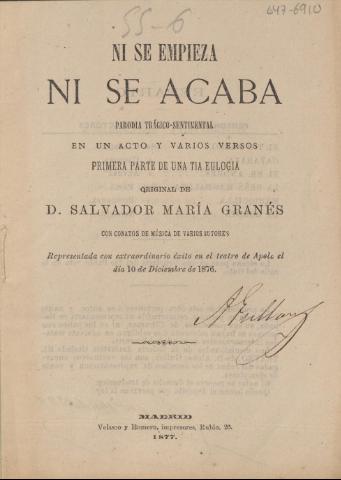 55-6
647-6910
NI SE EMPIEZA
NI SE ACABA
PARODIA TRÁGICO-SENTIMENTAL
EN UN ACTO Y VARIOS VERSOS
PRIMERA PARTE DE UNA TIA EULOGIA
ORIGINAL DE
D. SALVADOR MARÍA GRANÉS
CON CONATOS DE MÚSICA DE VARIOS AUTORES
Representada con extraordinario éxito en el teatro de Apolo el
día 10 de Diciembre de 1876.
MADRID
Velasco y Romero, impresores, Rubio, 25.
1877.